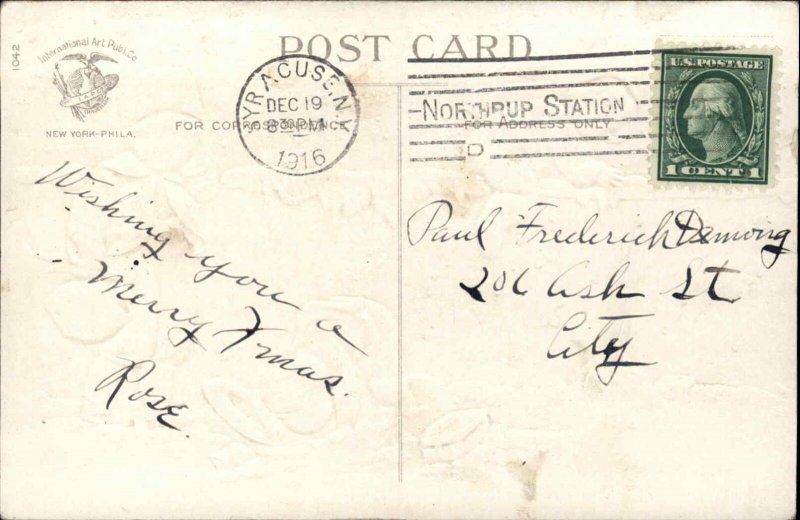 1042
International Art Publ. Co.
NEW YORK-PHILA.
POST CARD
FOR CORRESPONDENCE
SYRACUSE, N.Y.
DEC 19
8 30 PM
1916
NORTHRUP STATION
D
FOR ADDRESS ONLY
U.S. POSTAGE
1 CENT 1
Wishing you a
Merry Xmas.
Rose.
Paul Frederick Demong
206 Ash St
City